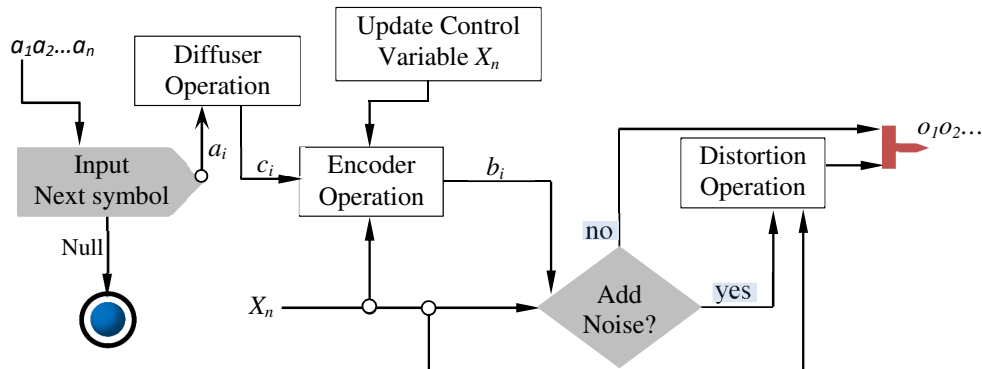 a₁a₂...aₙ
Diffuser
Operation
Update Control
Variable Xₙ
Input
Next symbol
aᵢ
cᵢ
Encoder
Operation
bᵢ
Distortion
Operation
o₁o₂...
Null
no
Xₙ
Add
Noise?
yes